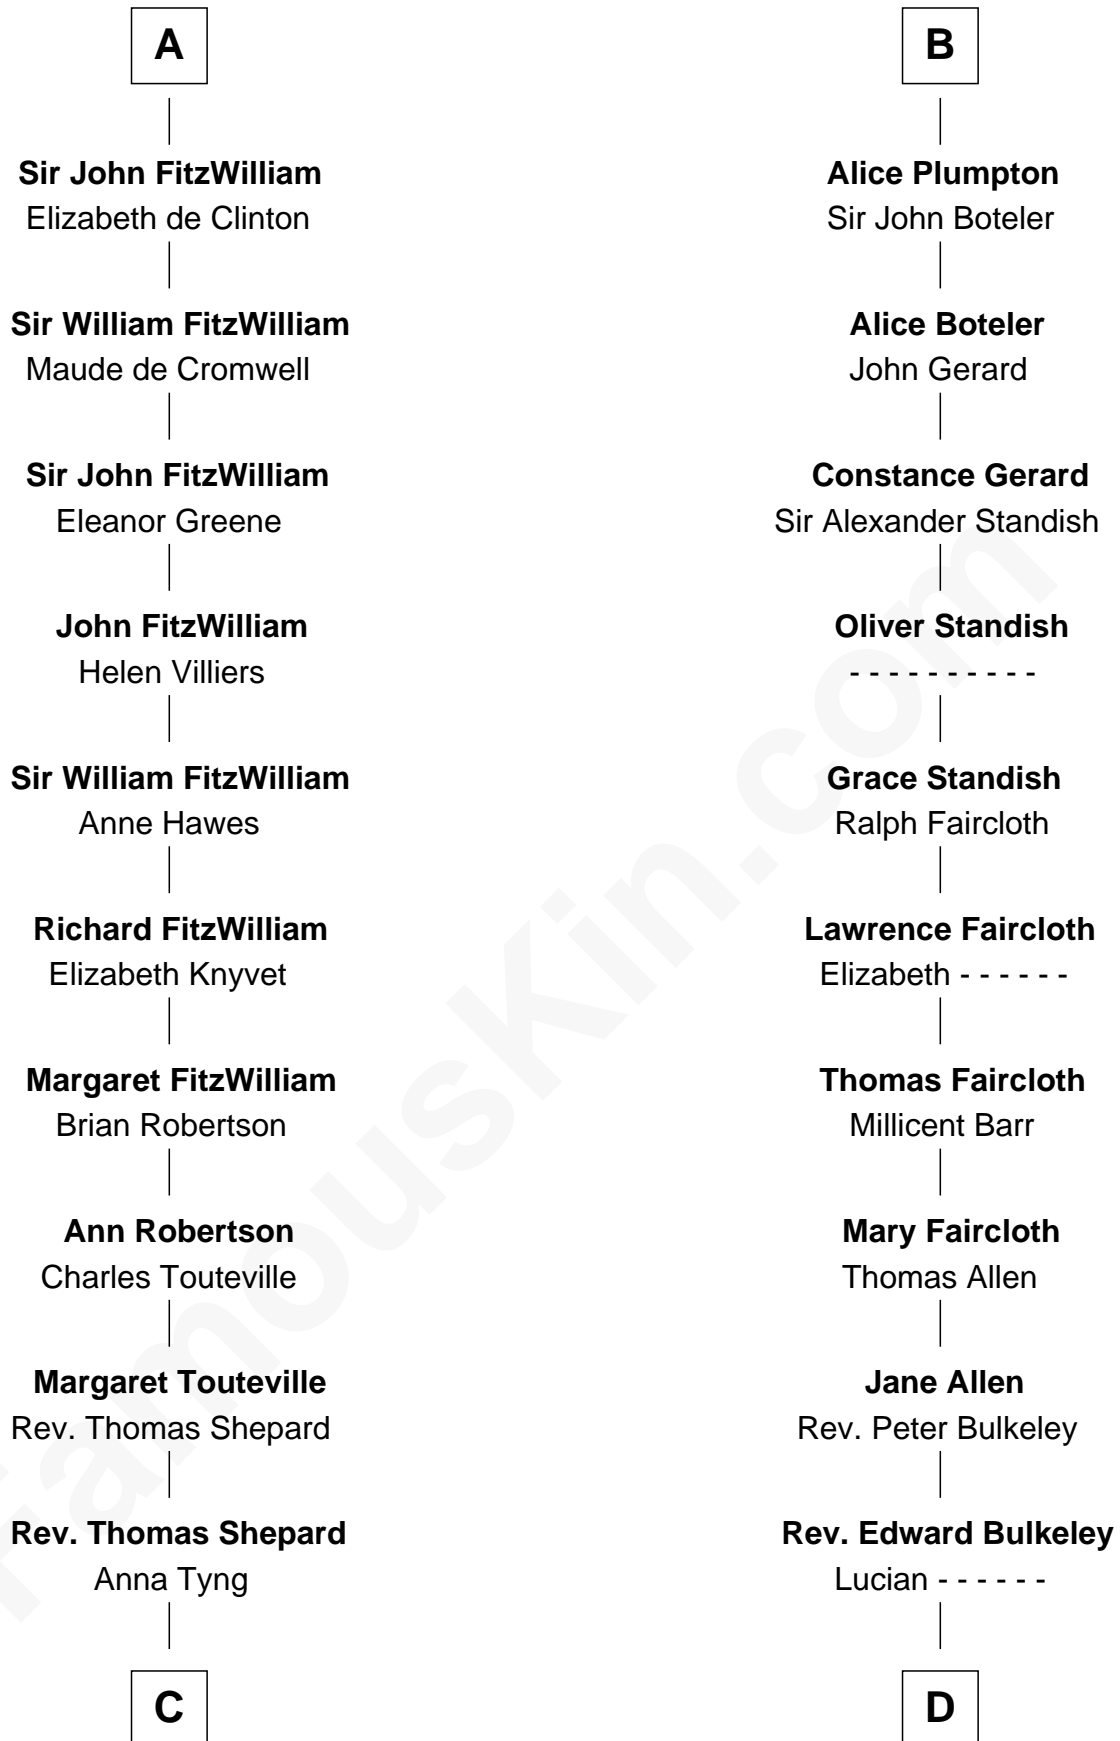 A
Sir John FitzWilliam
Elizabeth de Clinton
Sir William FitzWilliam
Maude de Cromwell
Sir John FitzWilliam
Eleanor Greene
John FitzWilliam
Helen Villiers
Sir William FitzWilliam
Anne Hawes
Richard FitzWilliam
Elizabeth Knyvet
Margaret FitzWilliam
Brian Robertson
Ann Robertson
Charles Touteville
Margaret Touteville
Rev. Thomas Shepard
Rev. Thomas Shepard
Anna Tyng
C
B
Alice Plumpton
Sir John Boteler
Alice Boteler
John Gerard
Constance Gerard
Sir Alexander Standish
Oliver Standish
- - - - - - - - - -
Grace Standish
Ralph Faircloth
Lawrence Faircloth
Elizabeth - - - - - -
Thomas Faircloth
Millicent Barr
Mary Faircloth
Thomas Allen
Jane Allen
Rev. Peter Bulkeley
Rev. Edward Bulkeley
Lucian - - - - - -
D
FamousKin.com